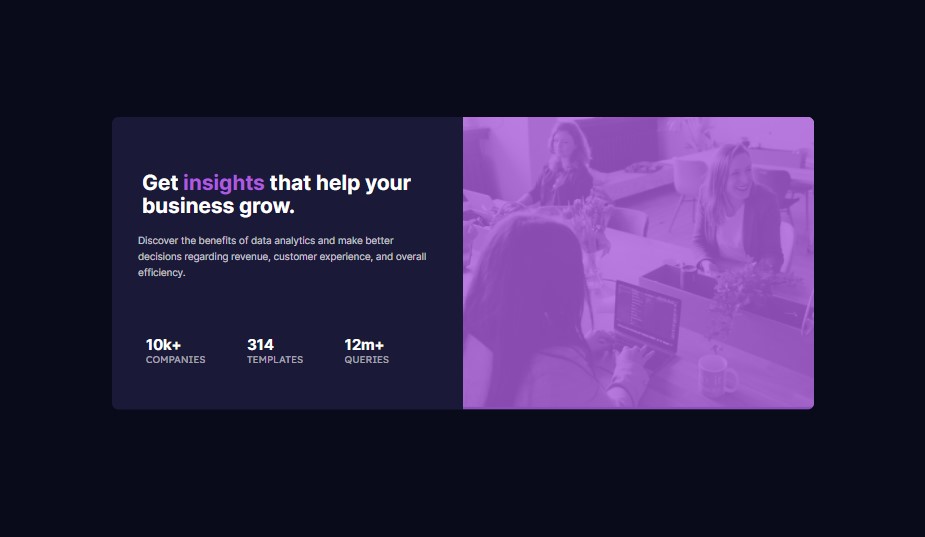 Get insights that help your
business grow.
Discover the benefits of data analytics and make better
decisions regarding revenue, customer experience, and overall
efficiency.
10k+ 314 12m+
COMPANIES TEMPLATES QUERIES